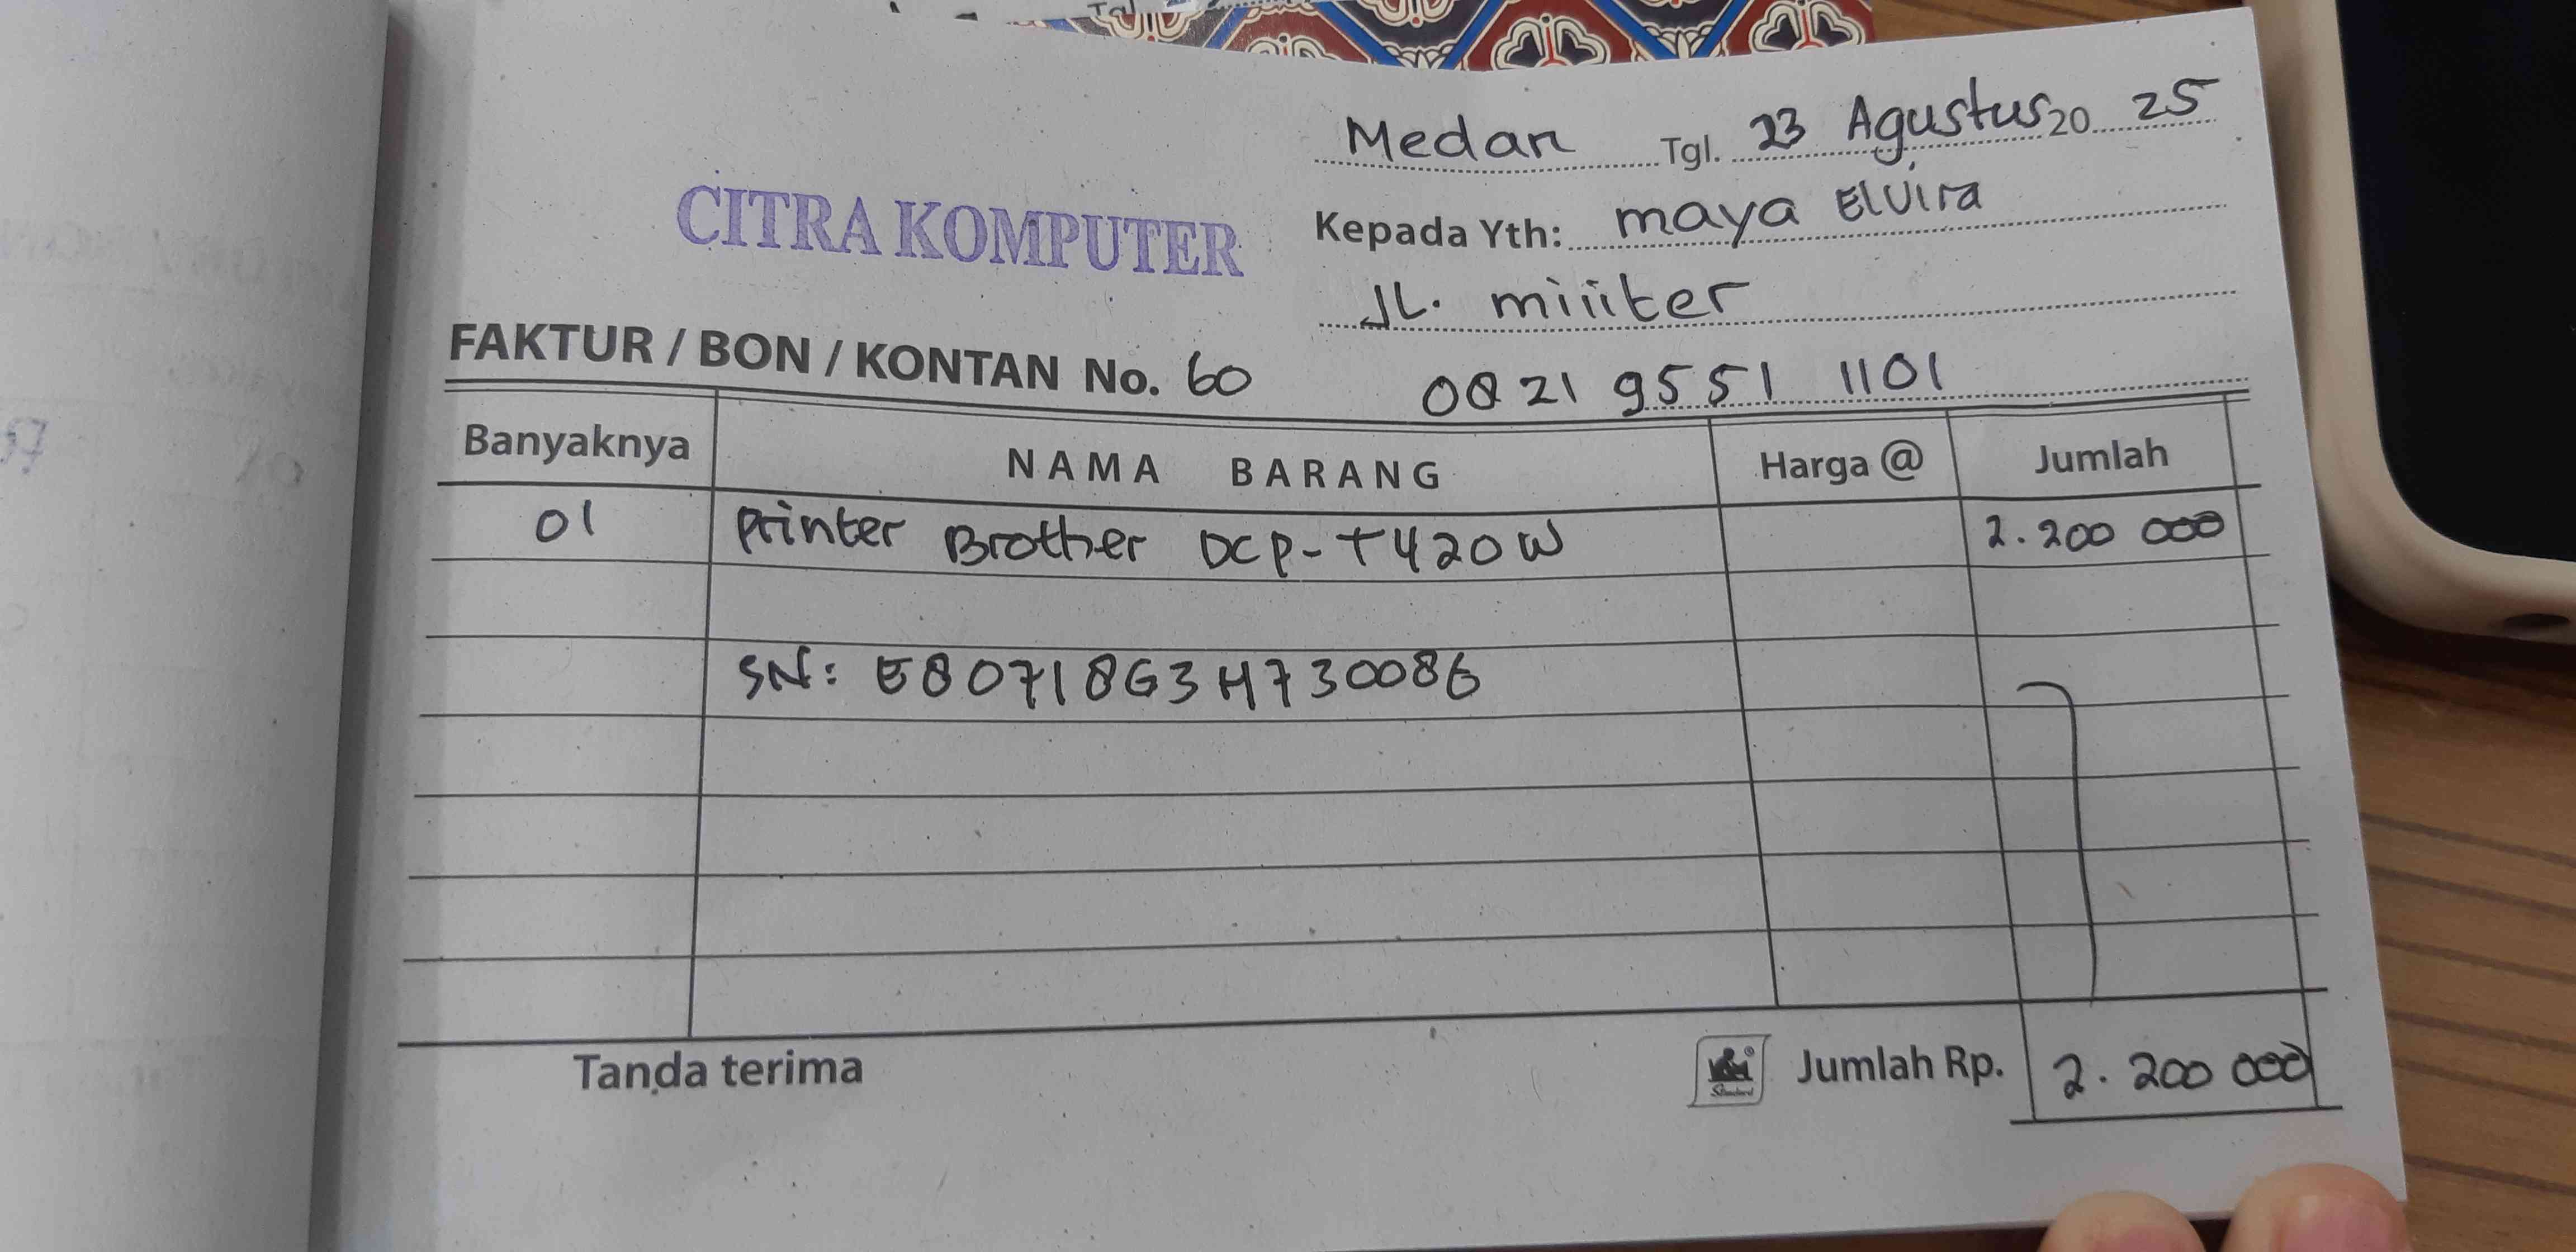 Medan Tgl. 23 Agustus 20 25
CITRA KOMPUTER
Kepada Yth: maya Elvira
JL. miiiter
FAKTUR / BON / KONTAN No. 60
0821 9551 1101
Banyaknya NAMA BARANG Harga @ Jumlah
01 Printer Brother DCP-T420W 2.200 000
SN: E80718G3H730086
Tanda terima Jumlah Rp. 2.200 000